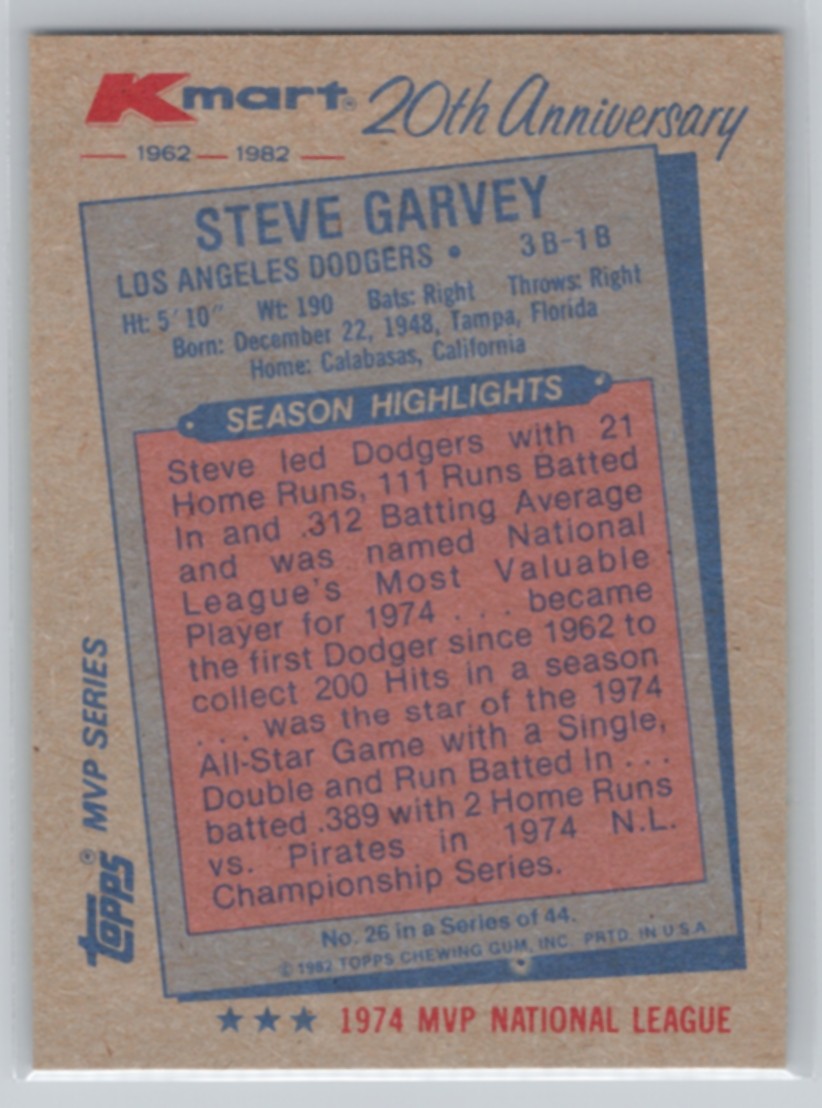 Kmart® 20th Anniversary
1962 — 1982
STEVE GARVEY
LOS ANGELES DODGERS • 3B-1B
Ht: 5'10" Wt: 190 Bats: Right Throws: Right
Born: December 22, 1948, Tampa, Florida
Home: Calabasas, California
SEASON HIGHLIGHTS
Steve led Dodgers with 21
Home Runs, 111 Runs Batted
In and .312 Batting Average
and was named National
League's Most Valuable
Player for 1974 . . . became
the first Dodger since 1962 to
collect 200 Hits in a season
. . . was the star of the 1974
All-Star Game with a Single,
Double and Run Batted In . . .
batted .389 with 2 Home Runs
vs. Pirates in 1974 N.L.
Championship Series.
No. 26 in a Series of 44.
© 1982 TOPPS CHEWING GUM, INC. PRTD. IN U.S.A.
topps® MVP SERIES
★★★ 1974 MVP NATIONAL LEAGUE